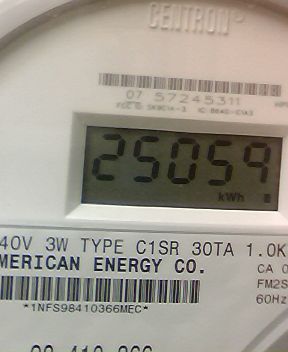 CENTRON®
07 57245311
25059
kWh
40V 3W TYPE C1SR 30TA 1.0K
MERICAN ENERGY CO.
CA 0
FM2S
60Hz
*1NFS98410366MEC*